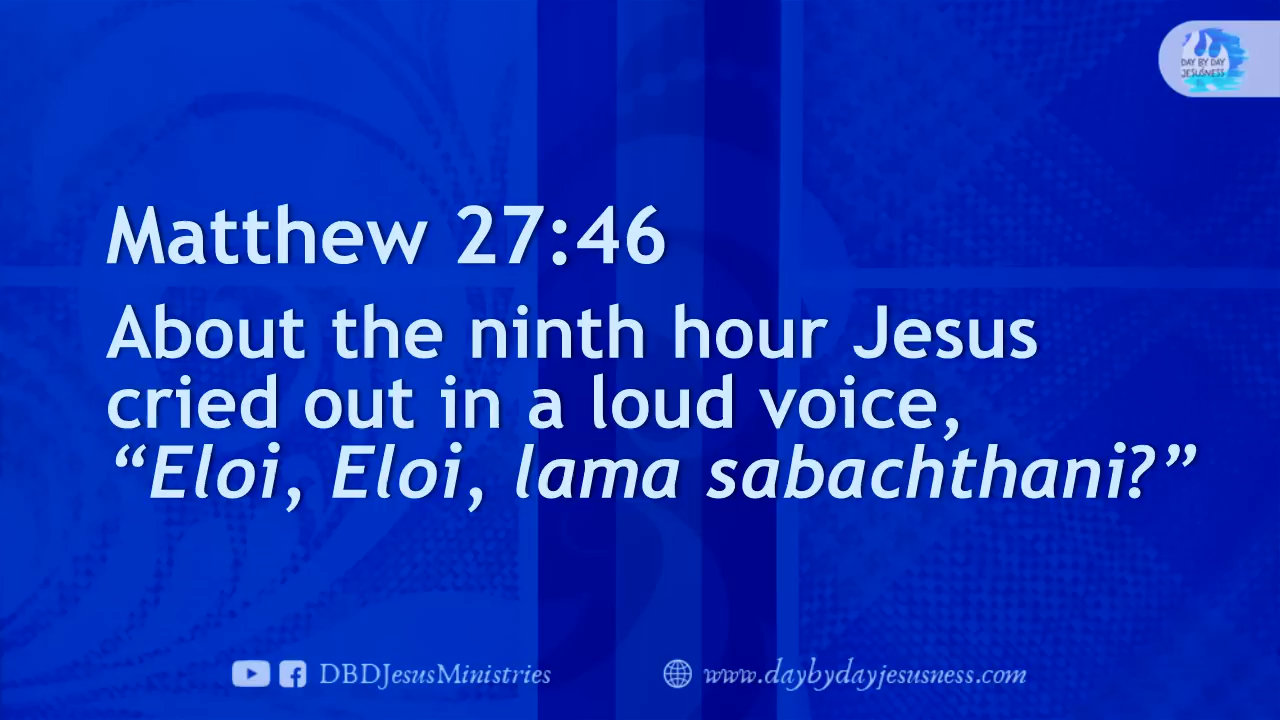 DAY BY DAY
JESUSNESS
Matthew 27:46
About the ninth hour Jesus
cried out in a loud voice,
“Eloi, Eloi, lama sabachthani?”
DBDJesusMinistries
www.daybydayjesusness.com